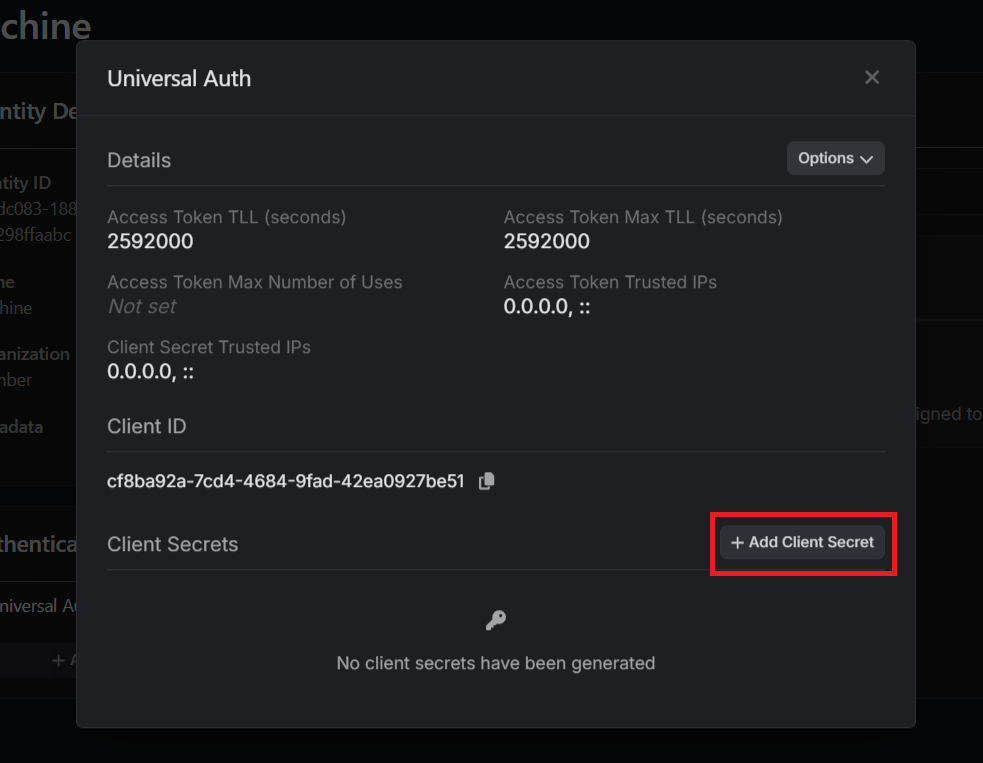 chine
Universal Auth
ntity De
Details
Options
tity ID
dc083-188
298ffaabc
Access Token TLL (seconds)
2592000
Access Token Max TLL (seconds)
2592000
ne
hine
Access Token Max Number of Uses
Not set
Access Token Trusted IPs
0.0.0.0, ::
anization
nber
Client Secret Trusted IPs
0.0.0.0, ::
adata
igned to
Client ID
cf8ba92a-7cd4-4684-9fad-42ea0927be51
thentica
Client Secrets
+ Add Client Secret
niversal Au
+ A
No client secrets have been generated